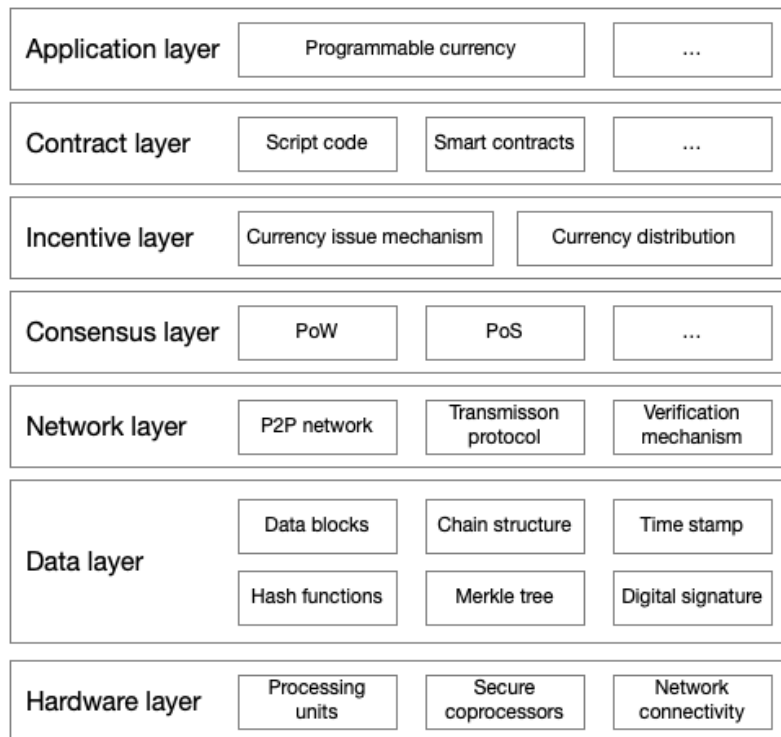 Application layer
Programmable currency
...
Contract layer
Script code
Smart contracts
...
Incentive layer
Currency issue mechanism
Currency distribution
Consensus layer
PoW
PoS
...
Network layer
P2P network
Transmisson
protocol
Verification
mechanism
Data layer
Data blocks
Chain structure
Time stamp
Hash functions
Merkle tree
Digital signature
Hardware layer
Processing
units
Secure
coprocessors
Network
connectivity